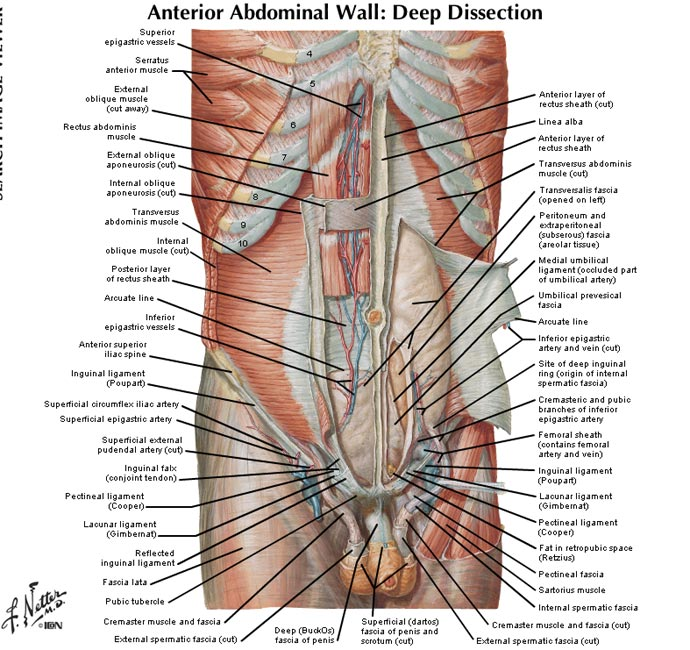 Anterior Abdominal Wall: Deep Dissection
SEARCH IMAGE VIEWER
Superior
epigastric vessels
Serratus
anterior muscle
External
oblique muscle
(cut away)
Rectus abdominis
muscle
External oblique
aponeurosis (cut)
Internal oblique
aponeurosis (cut)
Transversus
abdominis muscle
Internal
oblique muscle (cut)
Posterior layer
of rectus sheath
Arcuate line
Inferior
epigastric vessels
Anterior superior
iliac spine
Inguinal ligament
(Poupart)
Superficial circumflex iliac artery
Superficial epigastric artery
Superficial external
pudendal artery (cut)
Inguinal falx
(conjoint tendon)
Pectineal ligament
(Cooper)
Lacunar ligament
(Gimbernat)
Reflected
inguinal ligament
Fascia lata
Pubic tubercle
Cremaster muscle and fascia
External spermatic fascia (cut)
4
5
6
7
8
9
10
Anterior layer of
rectus sheath (cut)
Linea alba
Anterior layer of
rectus sheath
Transversus abdominis
muscle (cut)
Transversalis fascia
(opened on left)
Peritoneum and
extraperitoneal
(subserous) fascia
(areolar tissue)
Medial umbilical
ligament (occluded part
of umbilical artery)
Umbilical prevesical
fascia
Arcuate line
Inferior epigastric
artery and vein (cut)
Site of deep inguinal
ring (origin of internal
spermatic fascia)
Cremasteric and pubic
branches of inferior
epigastric artery
Femoral sheath
(contains femoral
artery and vein)
Inguinal ligament
(Poupart)
Lacunar ligament
(Gimbernat)
Pectineal ligament
(Cooper)
Fat in retropubic space
(Retzius)
Pectineal fascia
Sartorius muscle
Internal spermatic fascia
Cremaster muscle and fascia (cut)
External spermatic fascia (cut)
Deep (BuckOs)
fascia of penis
Superficial (dartos)
fascia of penis and
scrotum (cut)
F. Netter
M.D.
©